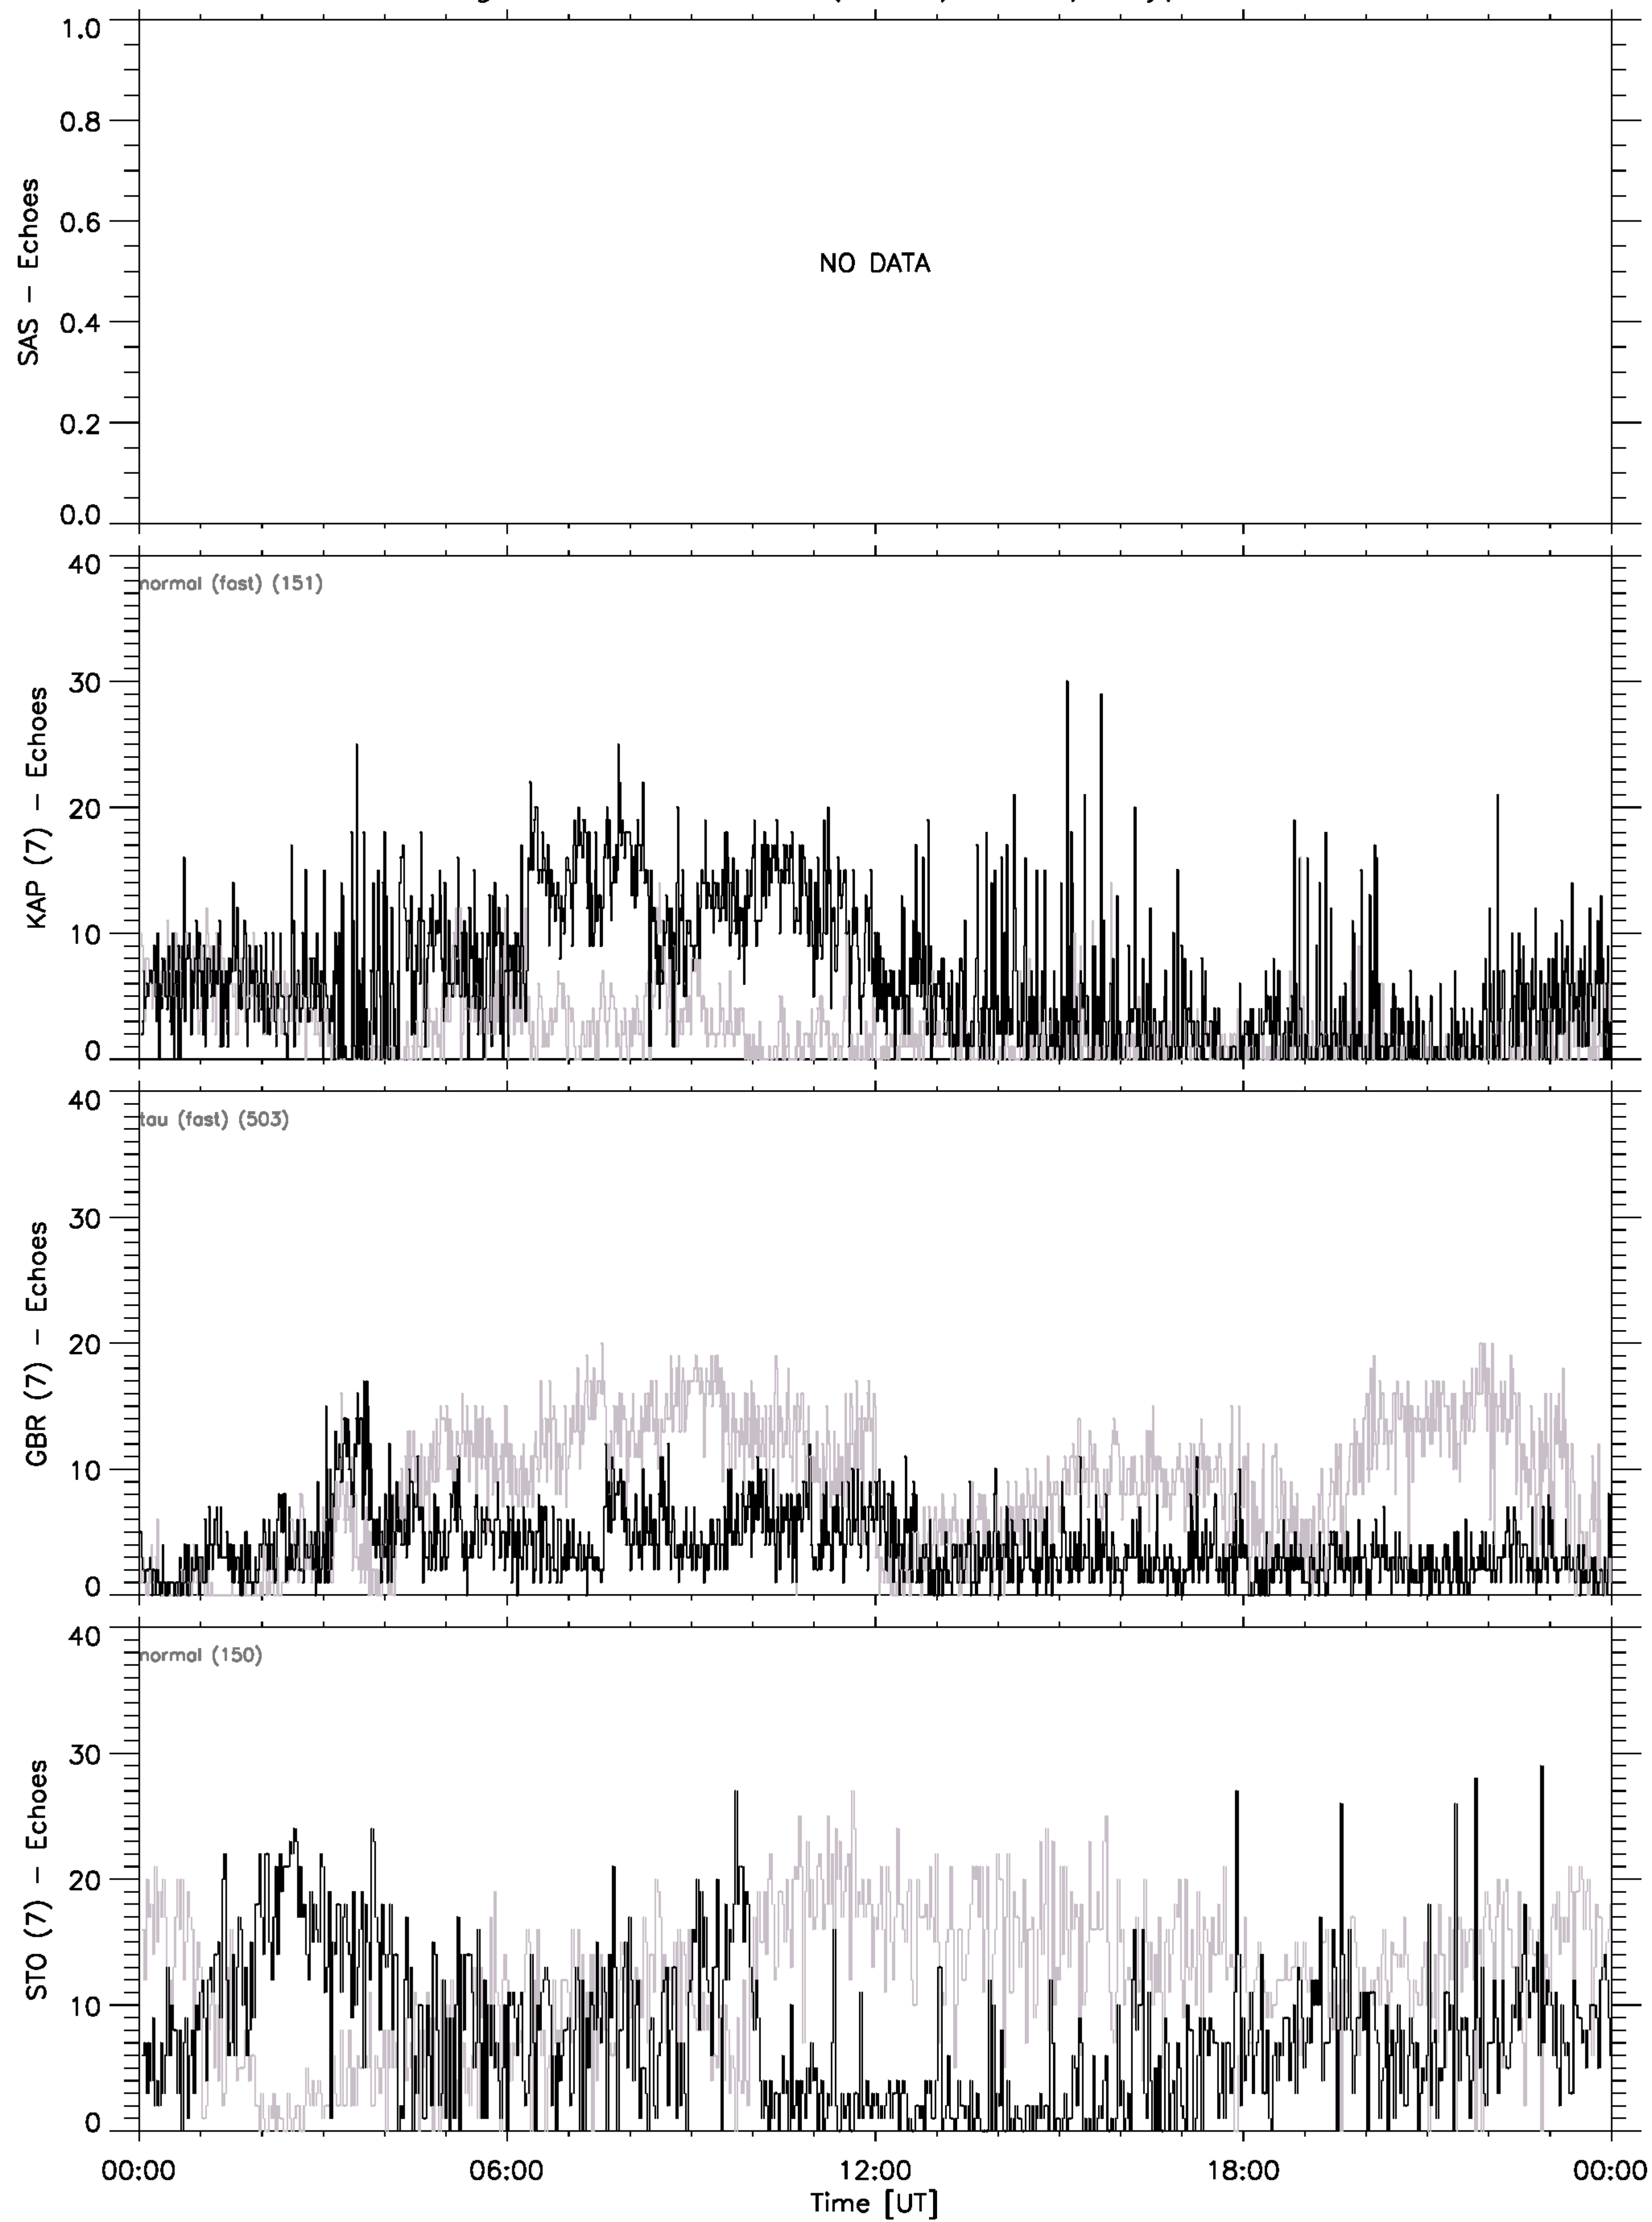 1.0
0.8
0.6
0.4
0.2
0.0
SAS - Echoes
NO DATA
40
30
20
10
0
KAP (7) - Echoes
normal (fast) (151)
40
30
20
10
0
GBR (7) - Echoes
tau (fast) (503)
40
30
20
10
0
STO (7) - Echoes
normal (150)
00:00 06:00 12:00 18:00 00:00
Time [UT]